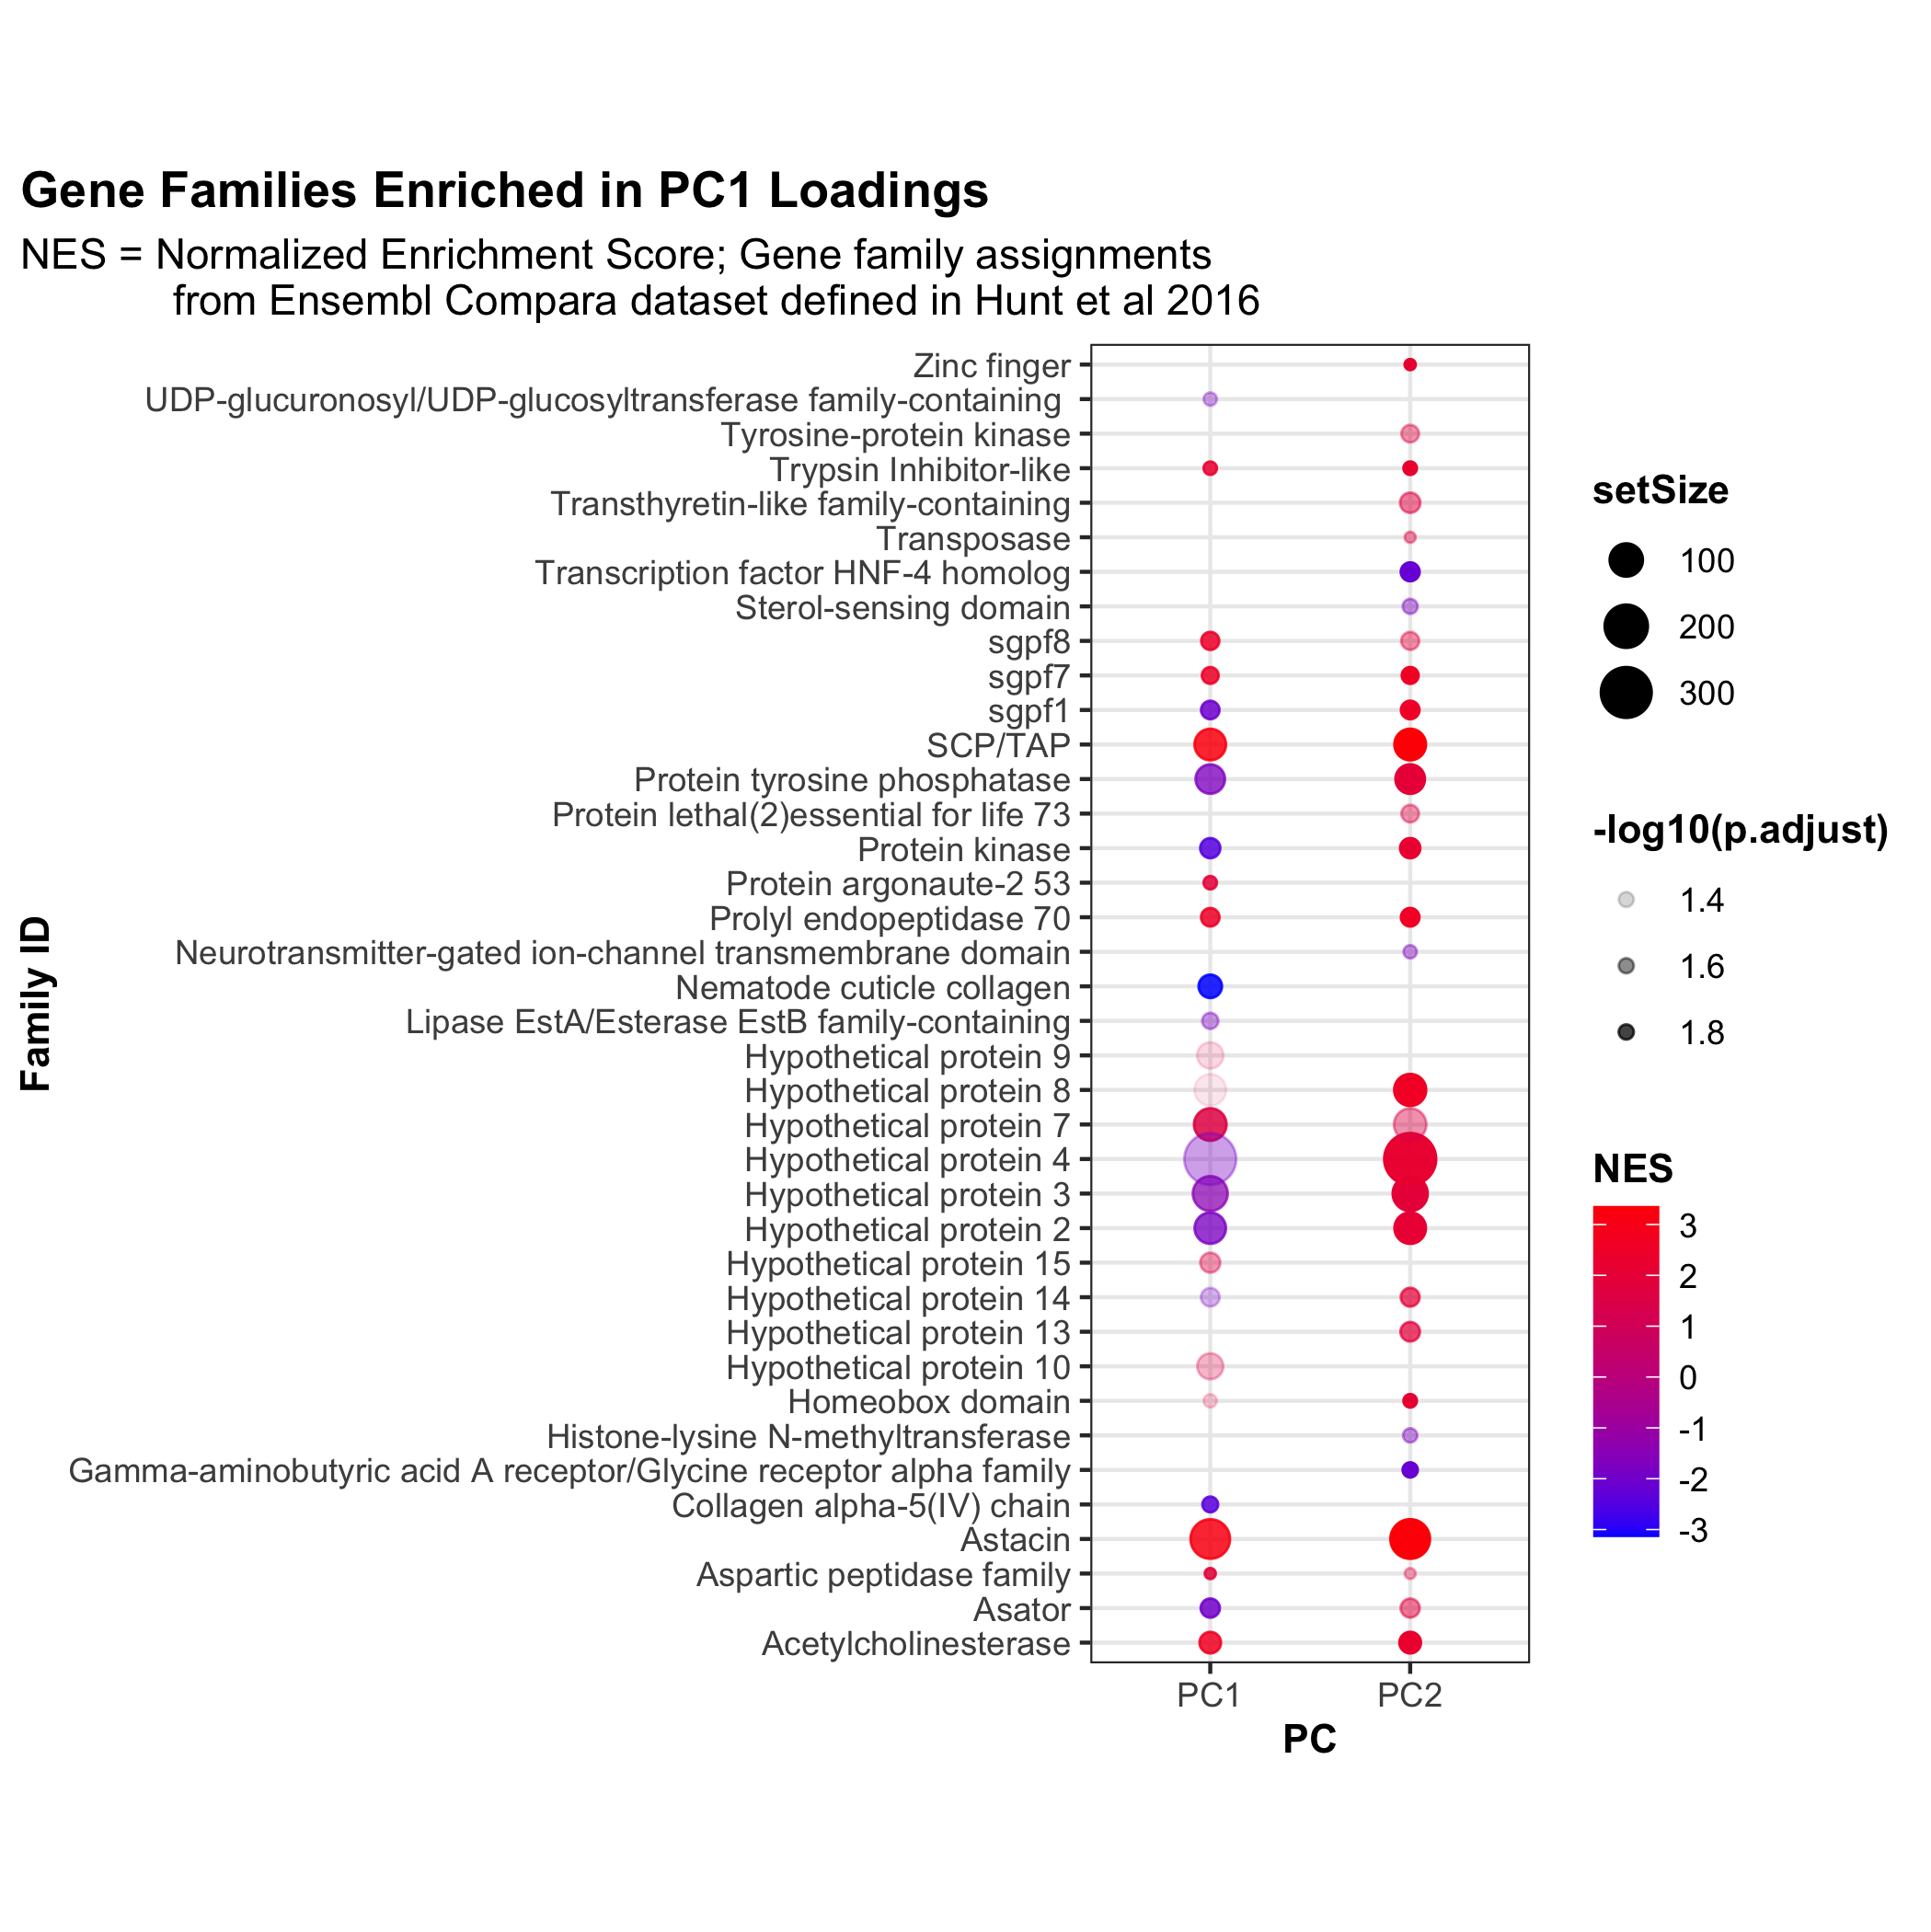 Gene Families Enriched in PC1 Loadings
NES = Normalized Enrichment Score; Gene family assignments
from Ensembl Compara dataset defined in Hunt et al 2016
Family ID
Zinc finger
UDP-glucuronosyl/UDP-glucosyltransferase family-containing
Tyrosine-protein kinase
Trypsin Inhibitor-like
Transthyretin-like family-containing
Transposase
Transcription factor HNF-4 homolog
Sterol-sensing domain
sgpf8
sgpf7
sgpf1
SCP/TAP
Protein tyrosine phosphatase
Protein lethal(2)essential for life 73
Protein kinase
Protein argonaute-2 53
Prolyl endopeptidase 70
Neurotransmitter-gated ion-channel transmembrane domain
Nematode cuticle collagen
Lipase EstA/Esterase EstB family-containing
Hypothetical protein 9
Hypothetical protein 8
Hypothetical protein 7
Hypothetical protein 4
Hypothetical protein 3
Hypothetical protein 2
Hypothetical protein 15
Hypothetical protein 14
Hypothetical protein 13
Hypothetical protein 10
Homeobox domain
Histone-lysine N-methyltransferase
Gamma-aminobutyric acid A receptor/Glycine receptor alpha family
Collagen alpha-5(IV) chain
Astacin
Aspartic peptidase family
Asator
Acetylcholinesterase
PC1 PC2
PC
setSize
100
200
300
-log10(p.adjust)
1.4
1.6
1.8
NES
3
2
1
0
-1
-2
-3